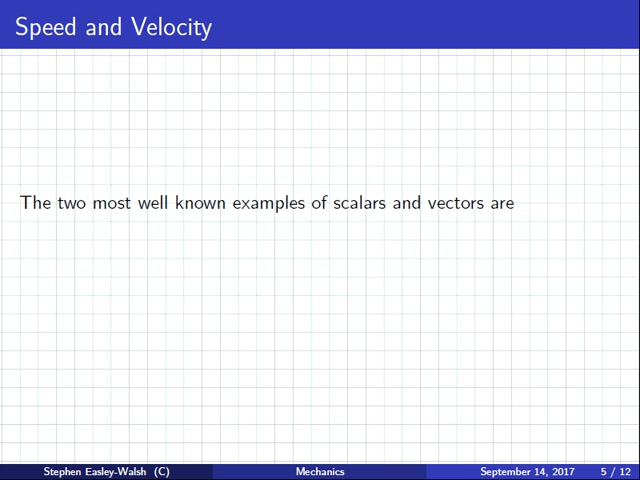 Speed and Velocity
The two most well known examples of scalars and vectors are
Stephen Easley-Walsh (C) Mechanics September 14, 2017 5 / 12